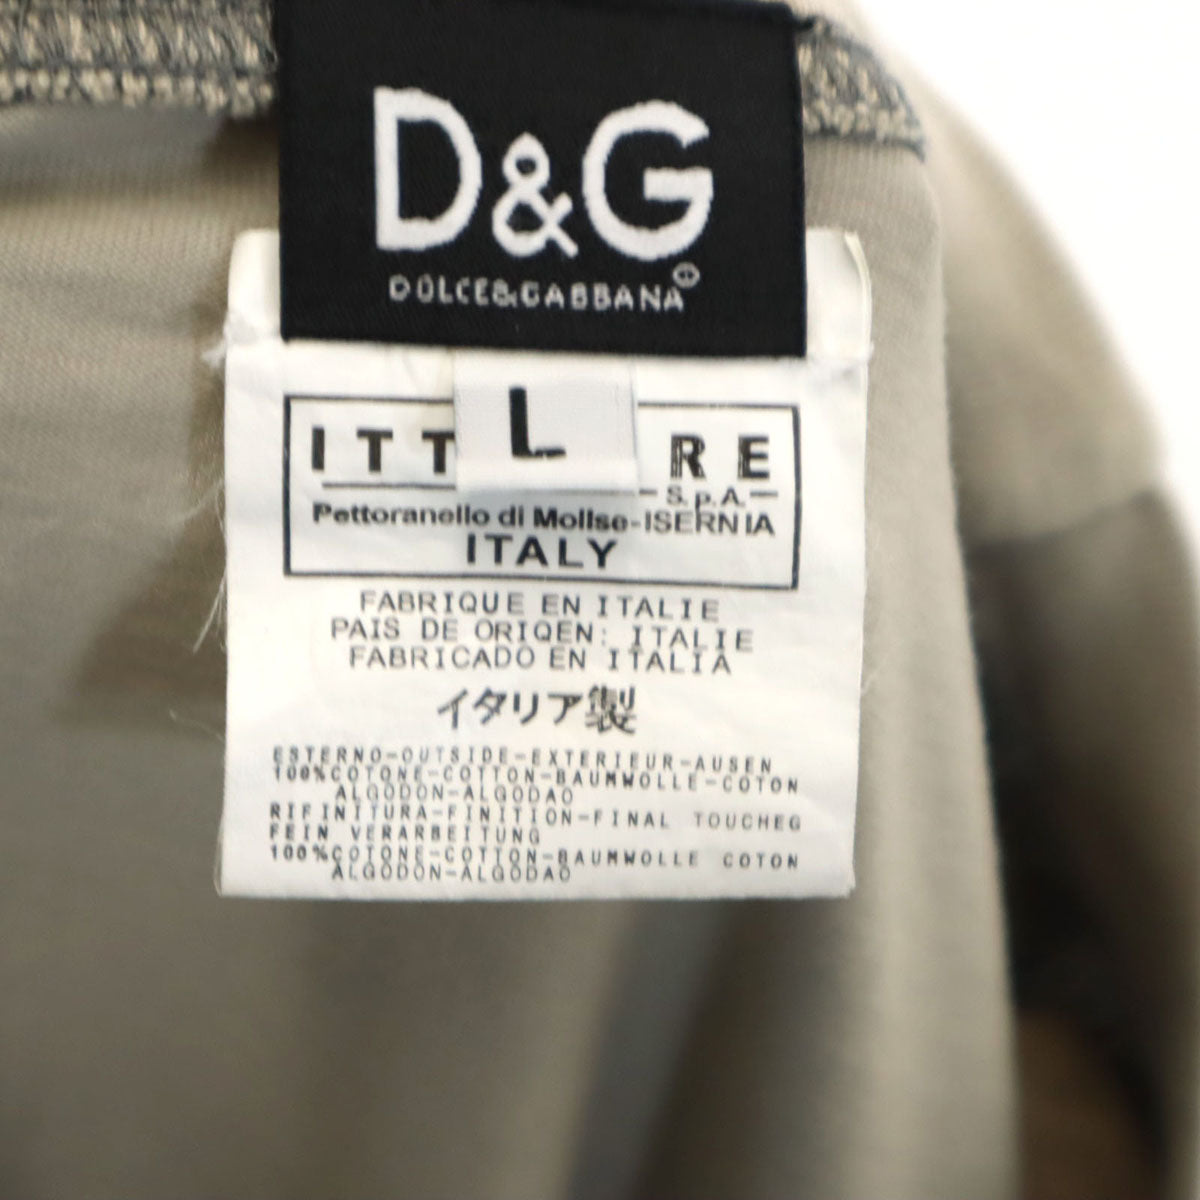 D&G
DOLCE&GABBANA
L
ITT RE
S.p.A.
Pettoranello di Molise-ISERNIA
ITALY
FABRIQUE EN ITALIE
PAIS DE ORIQEN: ITALIE
FABRICADO EN ITALIA
イタリア製
ESTERNO-OUTSIDE-EXTERIEUR-AUSEN
100%COTONE-COTTON-BAUMWOLLE-COTON
ALGODON-ALGODAO
RIFINITURA-FINITION-FINAL TOUCHEG
FEIN VERARBEITUNG
100%COTONE-COTTON-BAUMWOLLE COTON
ALGODON-ALGODAO